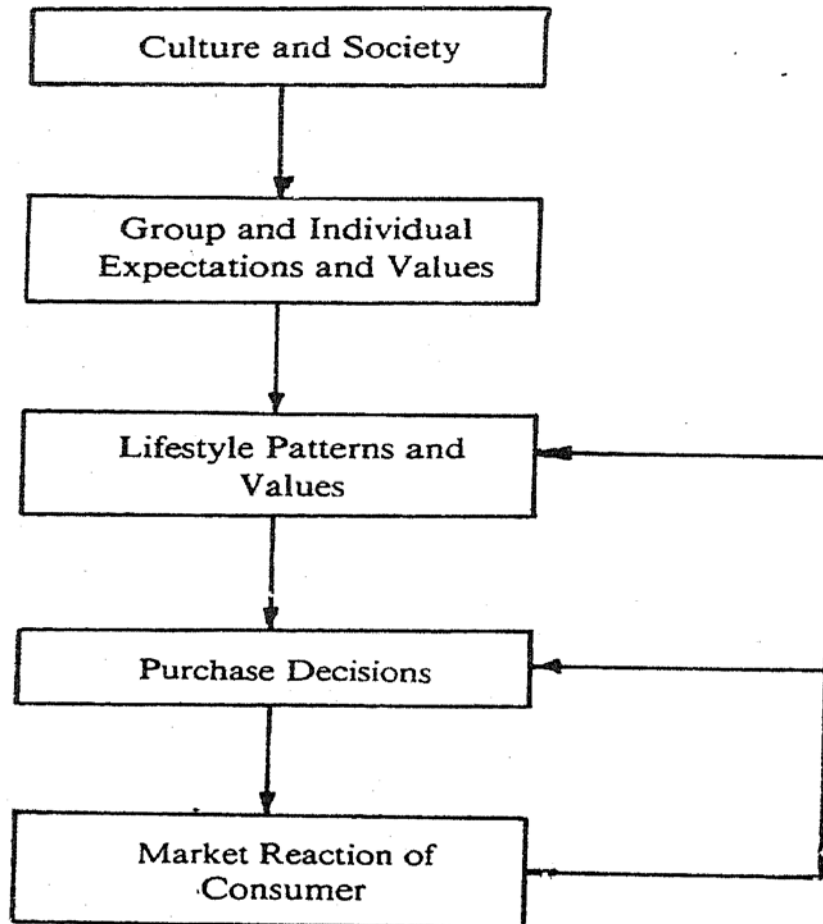 Culture and Society
Group and Individual
Expectations and Values
Lifestyle Patterns and
Values
Purchase Decisions
Market Reaction of
Consumer